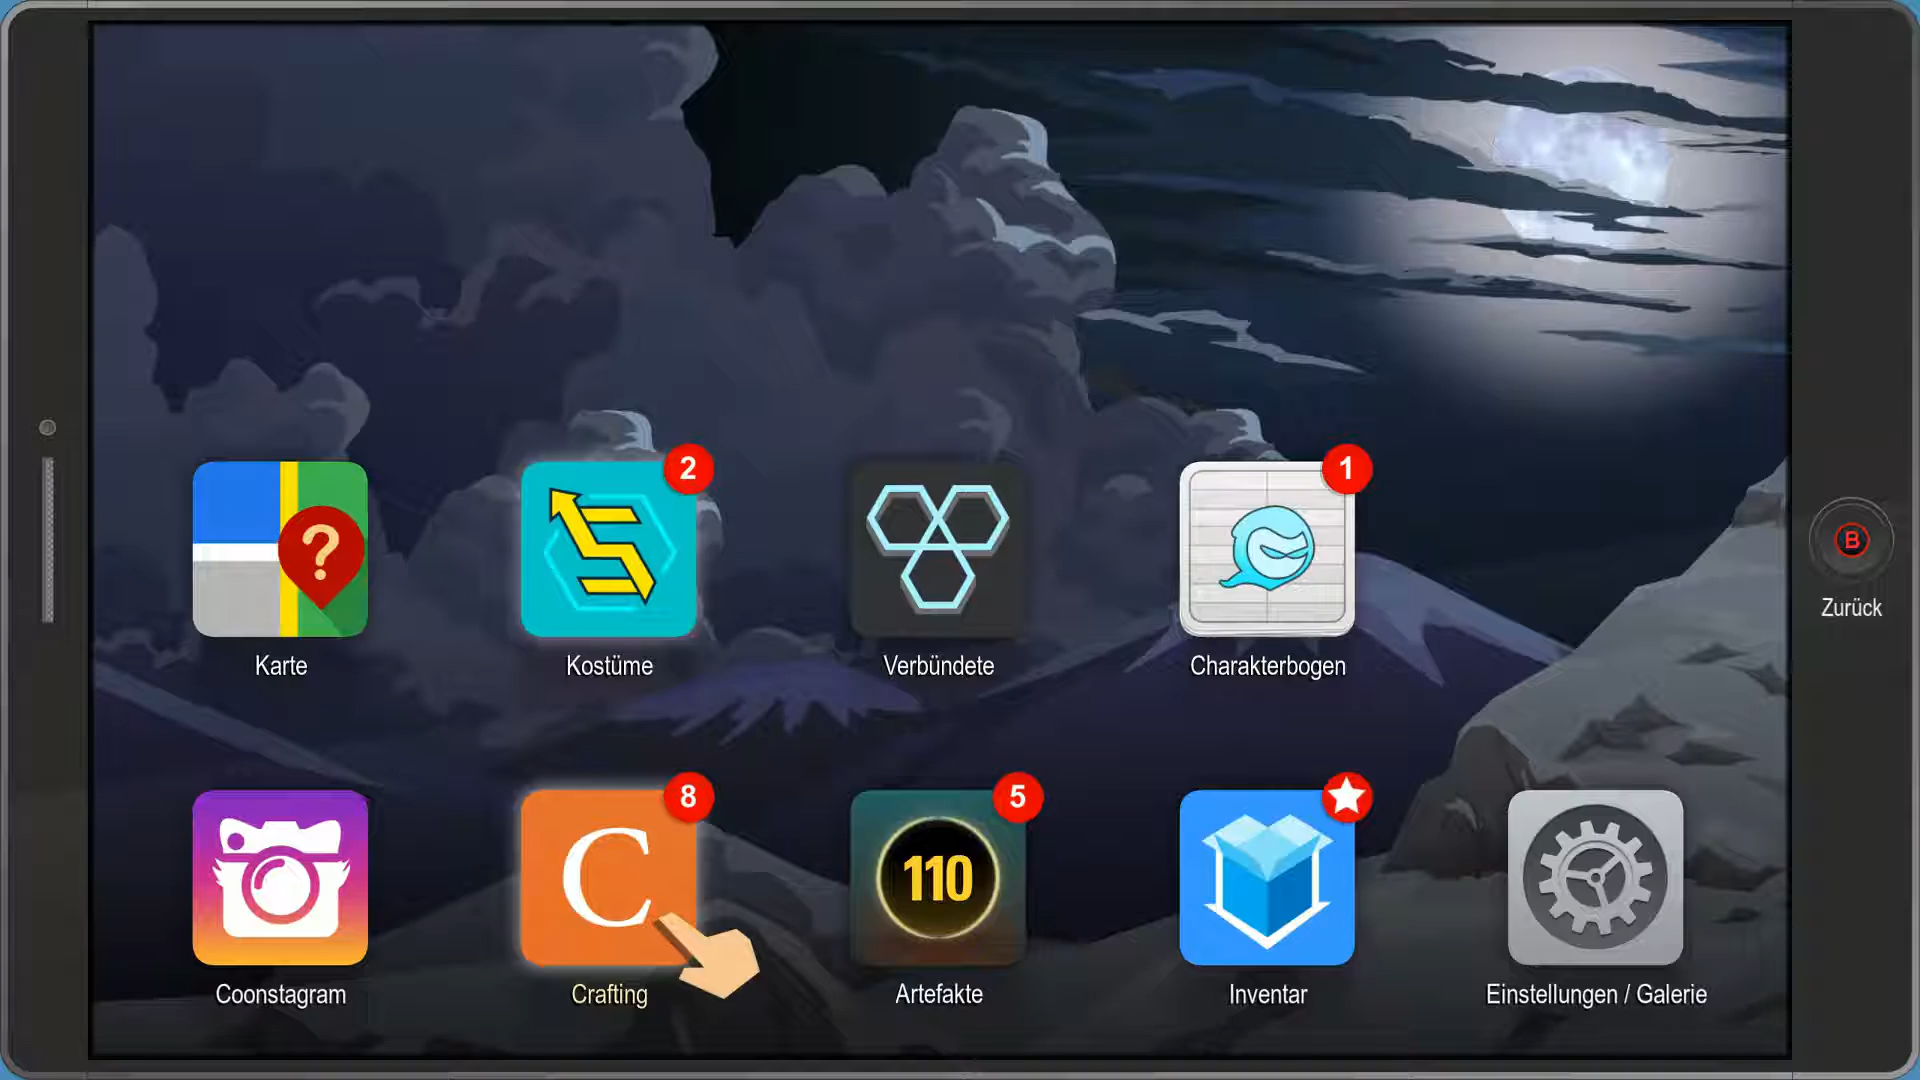 2
1
?
Karte
Kostüme
Verbündete
Charakterbogen
B
Zurück
8
5
C
110
Coonstagram
Crafting
Artefakte
Inventar
Einstellungen / Galerie